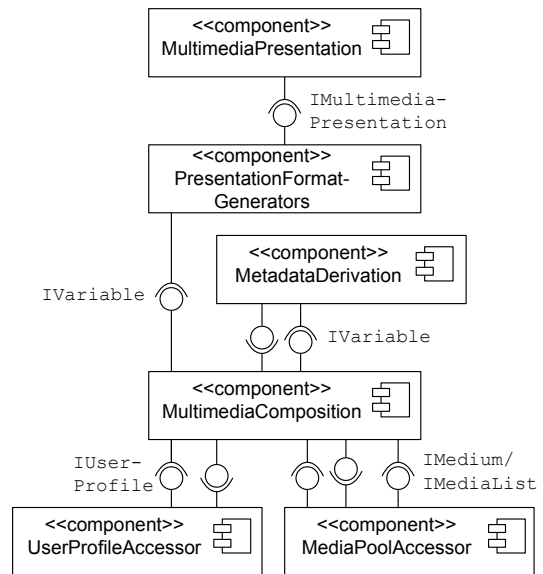 <<component>>
MultimediaPresentation
IMultimedia-
Presentation
<<component>>
PresentationFormat-
Generators
<<component>>
MetadataDerivation
IVariable
IVariable
<<component>>
MultimediaComposition
IUser-
Profile
IMedium/
IMediaList
<<component>>
UserProfileAccessor
<<component>>
MediaPoolAccessor